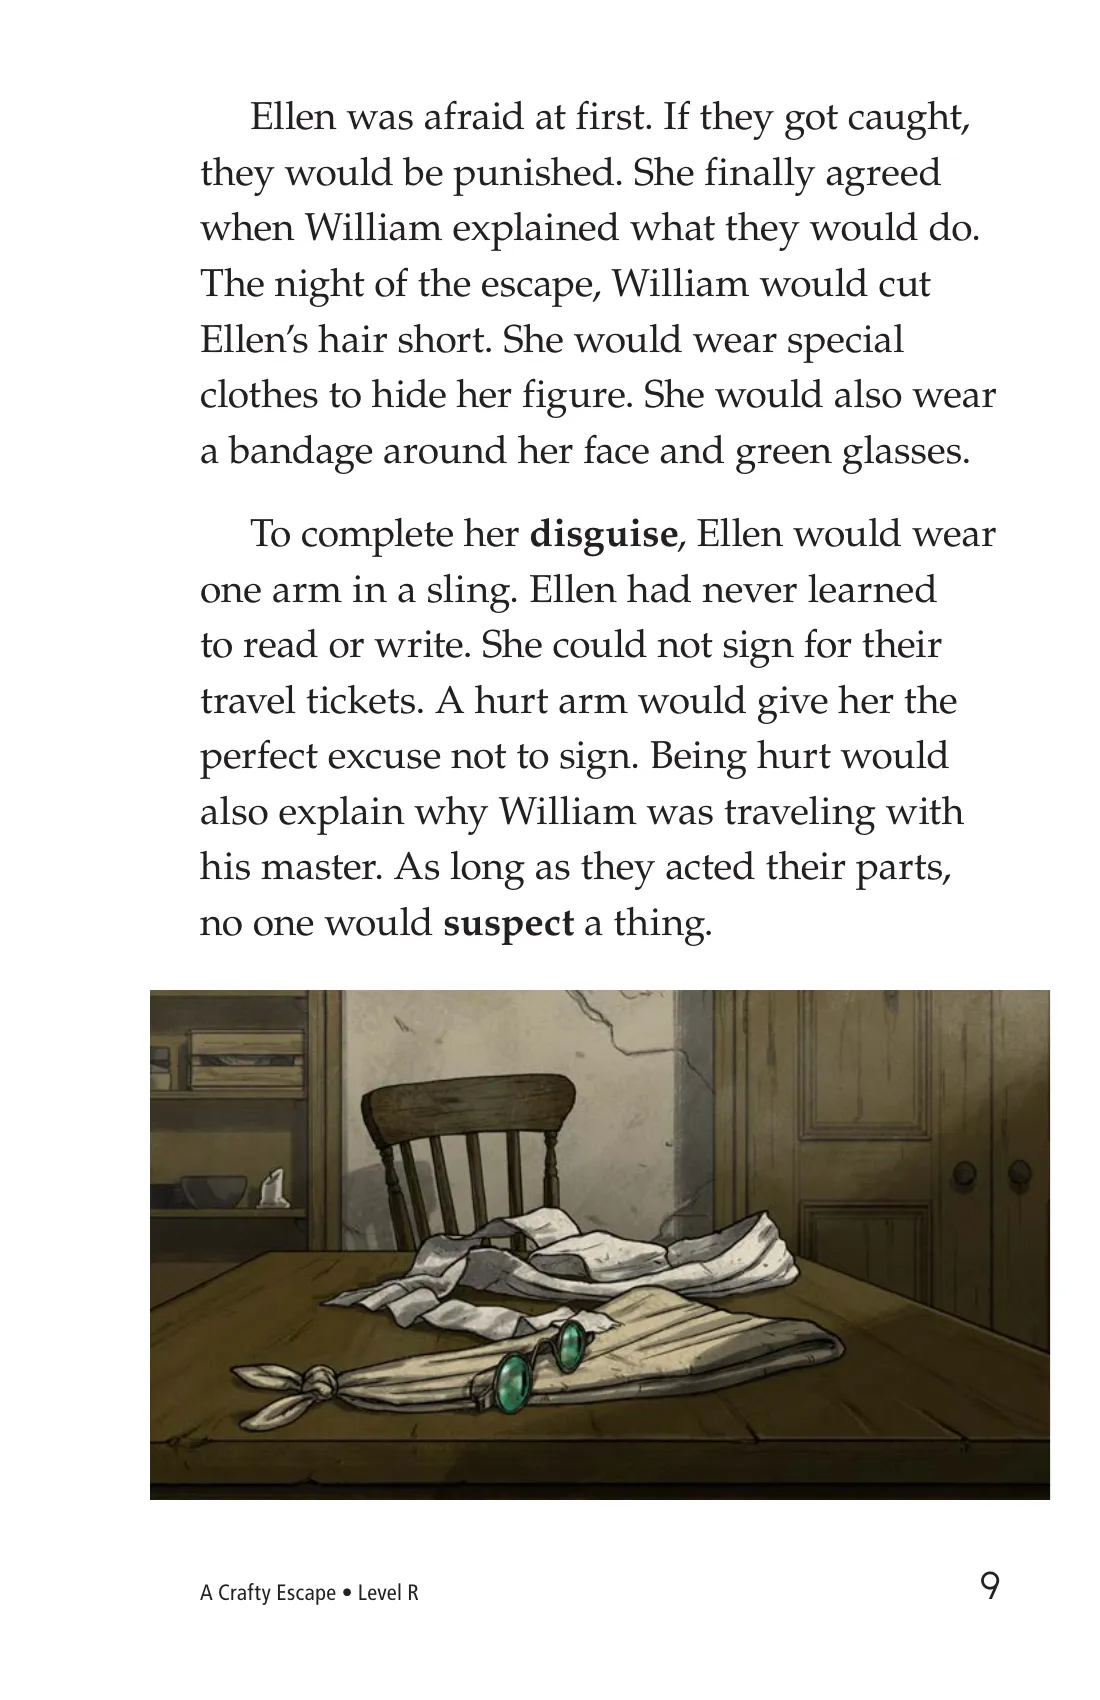 Ellen was afraid at first. If they got caught,
they would be punished. She finally agreed
when William explained what they would do.
The night of the escape, William would cut
Ellen’s hair short. She would wear special
clothes to hide her figure. She would also wear
a bandage around her face and green glasses.
To complete her disguise, Ellen would wear
one arm in a sling. Ellen had never learned
to read or write. She could not sign for their
travel tickets. A hurt arm would give her the
perfect excuse not to sign. Being hurt would
also explain why William was traveling with
his master. As long as they acted their parts,
no one would suspect a thing.
A Crafty Escape • Level R
9